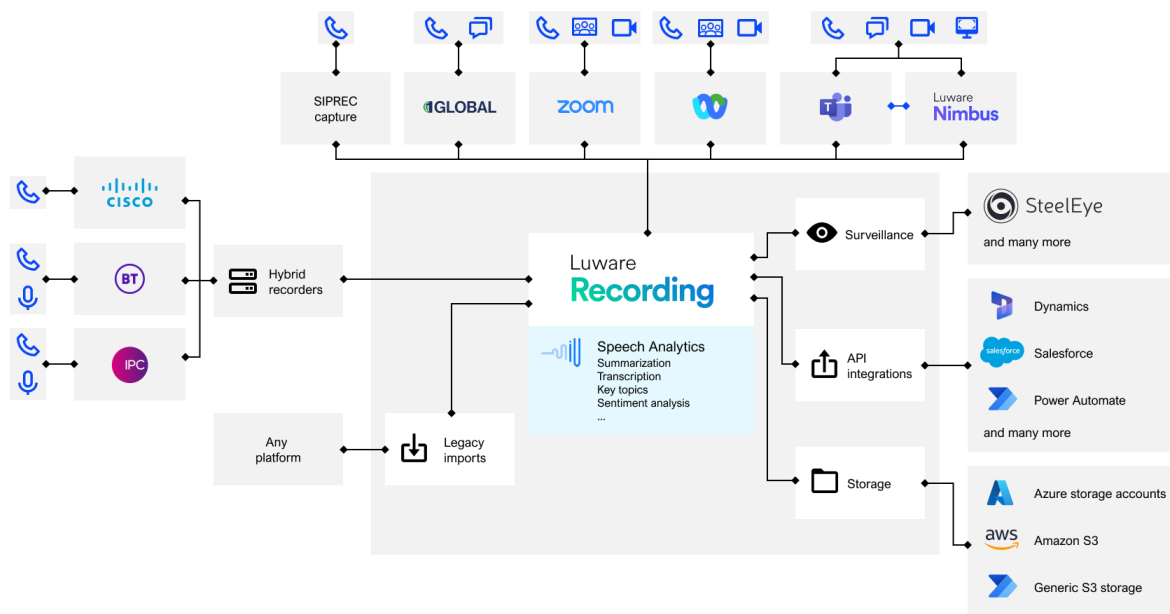 SIPREC
capture
1GLOBAL
zoom
T
Luware
Nimbus
CISCO
SteelEye
and many more
Surveillance
BT
Hybrid
recorders
Luware
Recording
Dynamics
salesforce
Salesforce
IPC
Speech Analytics
Summarization
Transcription
Key topics
Sentiment analysis
...
API
integrations
Power Automate
and many more
Any
platform
Legacy
imports
Storage
Azure storage accounts
aws
Amazon S3
Generic S3 storage